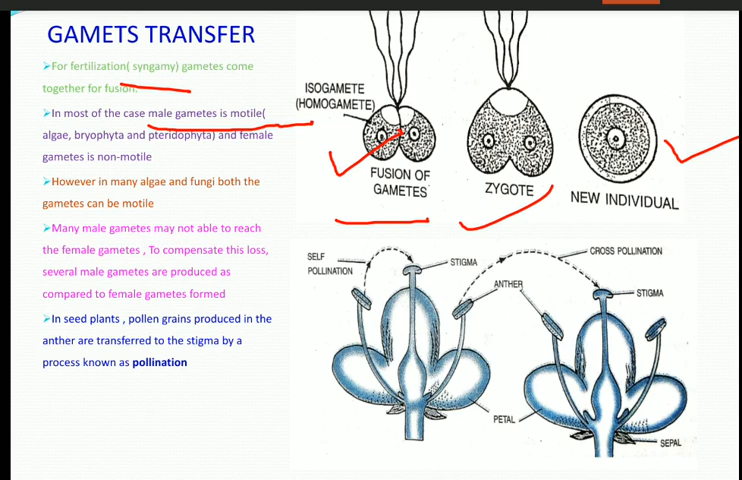 GAMETS TRANSFER
➢For fertilization( syngamy) gametes come
together for fusion.
➢In most of the case male gametes is motile(
algae, bryophyta and pteridophyta) and female
gametes is non-motile
➢However in many algae and fungi both the
gametes can be motile
➢Many male gametes may not able to reach
the female gametes , To compensate this loss,
several male gametes are produced as
compared to female gametes formed
➢In seed plants , pollen grains produced in the
anther are transferred to the stigma by a
process known as pollination
ISOGAMETE
(HOMOGAMETE)
FUSION OF
GAMETES
ZYGOTE
NEW INDIVIDUAL
SELF
POLLINATION
STIGMA
CROSS POLLINATION
ANTHER
STIGMA
PETAL
SEPAL